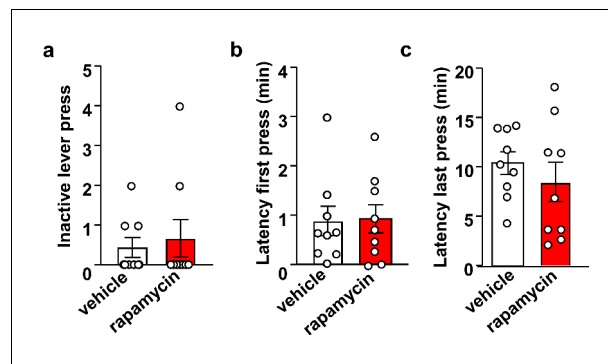 a
Inactive lever press
5
4
3
2
1
0
vehicle
rapamycin
b
Latency first press (min)
4
3
2
1
0
vehicle
rapamycin
c
Latency last press (min)
20
15
10
5
0
vehicle
rapamycin